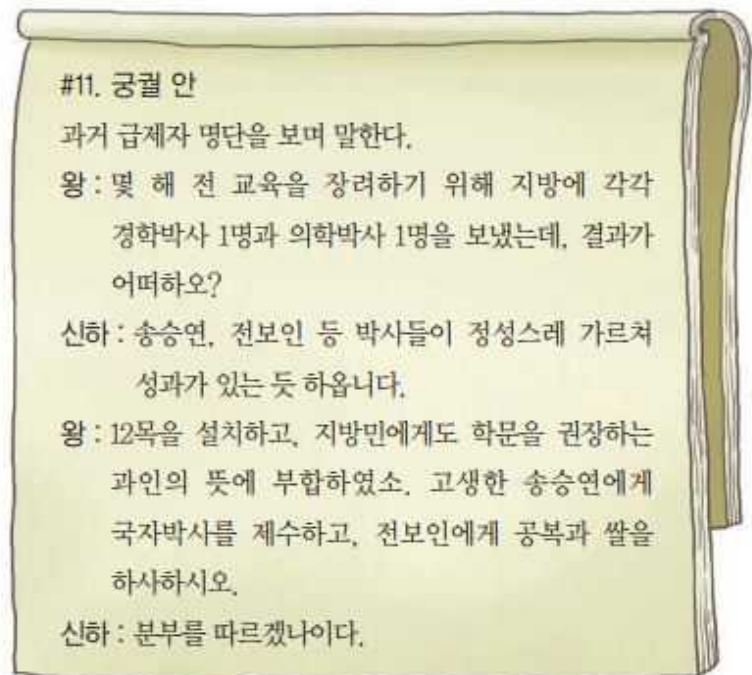 #11. 궁궐 안
과거 급제자 명단을 보며 말한다.
왕 : 몇 해 전 교육을 장려하기 위해 지방에 각각
경학박사 1명과 의학박사 1명을 보냈는데, 결과가
어떠하오?
신하 : 송승연, 전보인 등 박사들이 정성스레 가르쳐
성과가 있는 듯 하옵니다.
왕 : 12목을 설치하고, 지방민에게도 학문을 권장하는
과인의 뜻에 부합하였소. 고생한 송승연에게
국자박사를 제수하고, 전보인에게 공복과 쌀을
하사하시오.
신하 : 분부를 따르겠나이다.